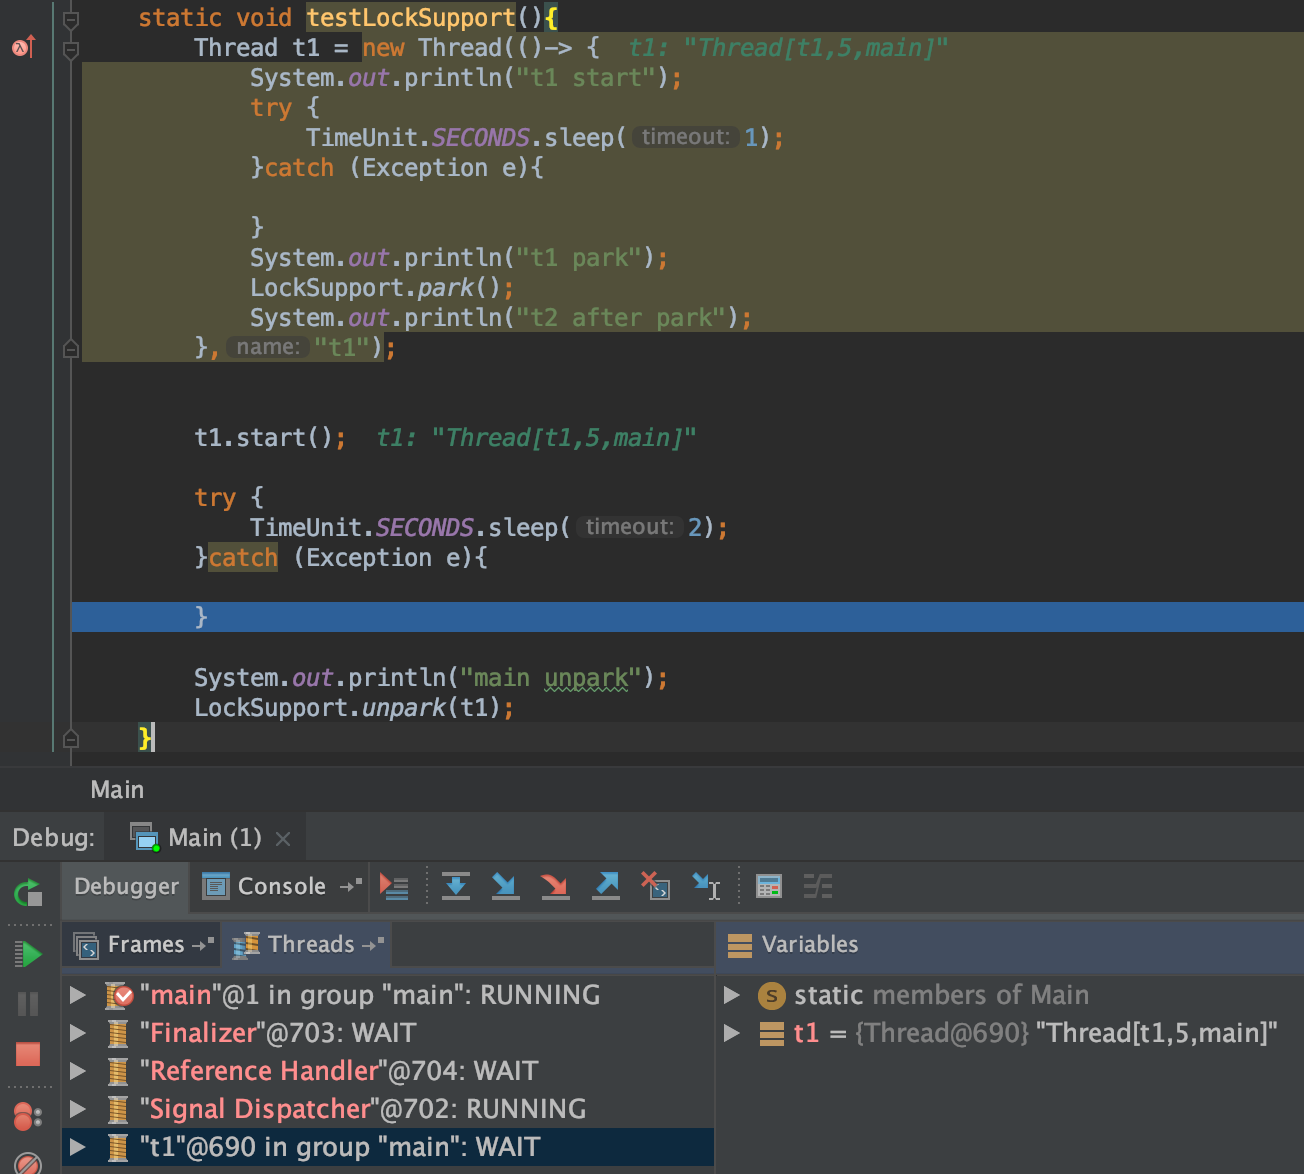 static void testLockSupport(){
Thread t1 = new Thread(()-> { t1: "Thread[t1,5,main]"
System.out.println("t1 start");
try {
TimeUnit.SECONDS.sleep( timeout: 1);
}catch (Exception e){
}
System.out.println("t1 park");
LockSupport.park();
System.out.println("t2 after park");
}, name: "t1");
t1.start(); t1: "Thread[t1,5,main]"
try {
TimeUnit.SECONDS.sleep( timeout: 2);
}catch (Exception e){
}
System.out.println("main unpark");
LockSupport.unpark(t1);
}
Main
Debug: Main (1)
Debugger Console
Frames Threads Variables
"main"@1 in group "main": RUNNING
"Finalizer"@703: WAIT
"Reference Handler"@704: WAIT
"Signal Dispatcher"@702: RUNNING
"t1"@690 in group "main": WAIT
s static members of Main
t1 = {Thread@690} "Thread[t1,5,main]"